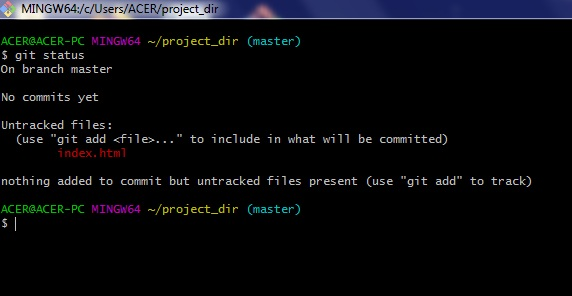 MINGW64:/c/Users/ACER/project_dir
ACER@ACER-PC MINGW64 ~/project_dir (master)
$ git status
On branch master
No commits yet
Untracked files:
(use "git add <file>..." to include in what will be committed)
index.html
nothing added to commit but untracked files present (use "git add" to track)
ACER@ACER-PC MINGW64 ~/project_dir (master)
$